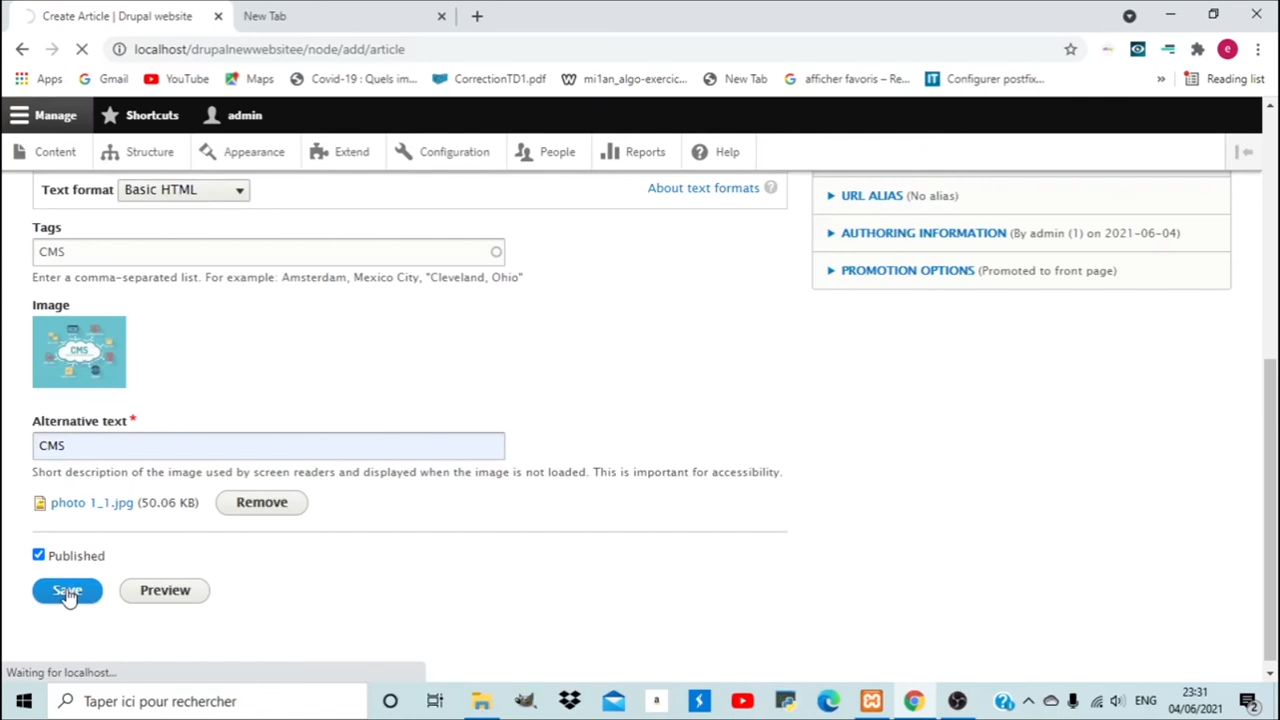 Create Article | Drupal website
New Tab
localhost/drupalnewwebsitee/node/add/article
Apps Gmail YouTube Maps Covid-19 : Quels im... CorrectionTD1.pdf mi1an_algo-exercic... New Tab afficher favoris – Re... Configurer postfix... » Reading list
Manage Shortcuts admin
Content Structure Appearance Extend Configuration People Reports Help
Text format Basic HTML About text formats ?
Tags
CMS
Enter a comma-separated list. For example: Amsterdam, Mexico City, "Cleveland, Ohio"
Image
CMS
Alternative text *
CMS
Short description of the image used by screen readers and displayed when the image is not loaded. This is important for accessibility.
photo 1_1.jpg (50.06 KB) Remove
Published
Save Preview
URL ALIAS (No alias)
AUTHORING INFORMATION (By admin (1) on 2021-06-04)
PROMOTION OPTIONS (Promoted to front page)
Waiting for localhost...
Taper ici pour rechercher
ENG
23:31
04/06/2021
2